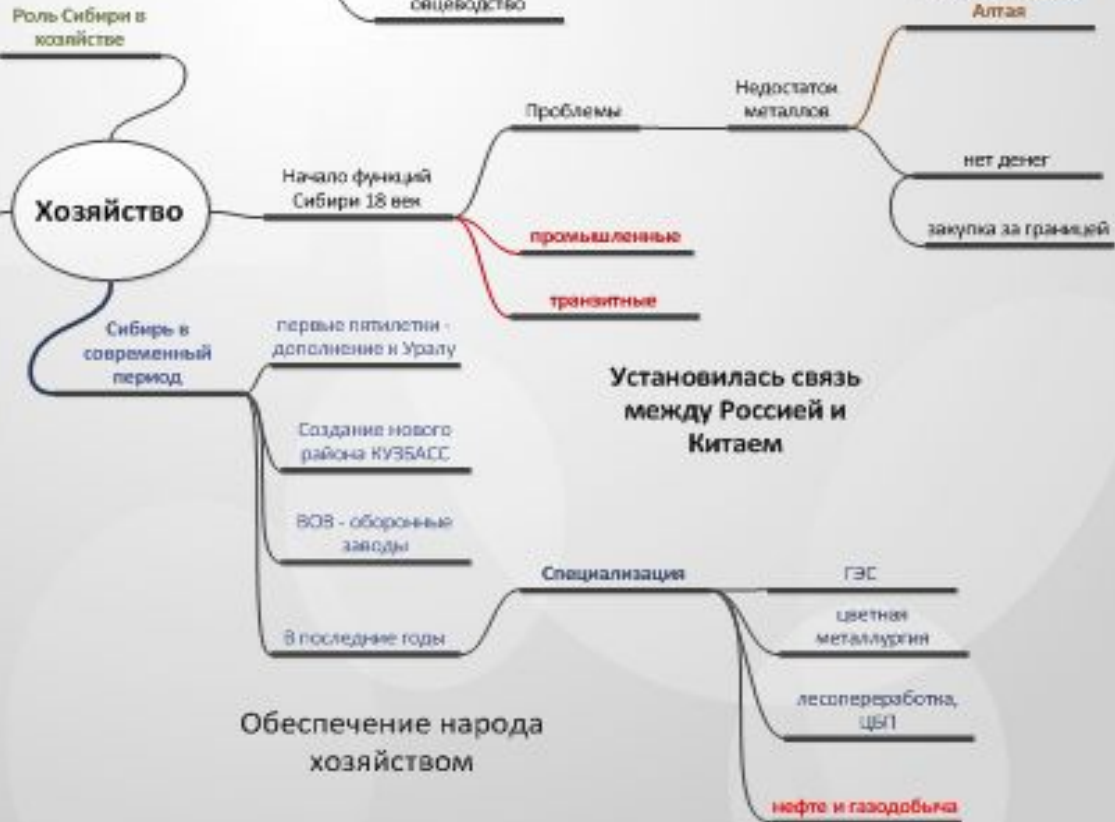 овцеводство
Роль Сибири в
хозяйстве
Алтая
Недостаток
металлов
Проблемы
нет денег
Начало функций
Сибири 18 век
Хозяйство
промышленные
закупка за границей
транзитные
Сибирь в
современный
период
первые пятилетки -
дополнение к Уралу
Установилась связь
между Россией и
Китаем
Создание нового
района КУЗБАСС
ВОВ - оборонные
заводы
Специализация
ГЭС
цветная
металлургия
В последние годы
лесопереработка,
ЦБП
Обеспечение народа
хозяйством
нефте и газодобыча